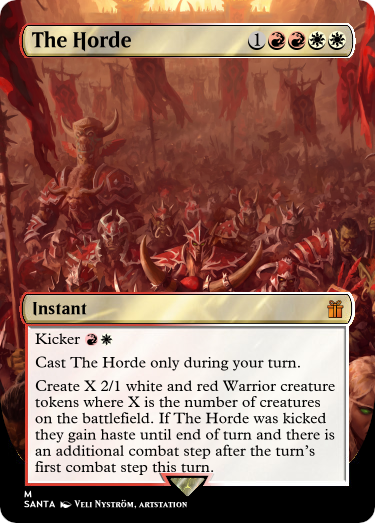 The Horde 1
Instant
Kicker
Cast The Horde only during your turn.
Create X 2/1 white and red Warrior creature
tokens where X is the number of creatures
on the battlefield. If The Horde was kicked
they gain haste until end of turn and there is
an additional combat step after the turn's
first combat step this turn.
M
SANTA VELI NYSTRÖM, ARTSTATION